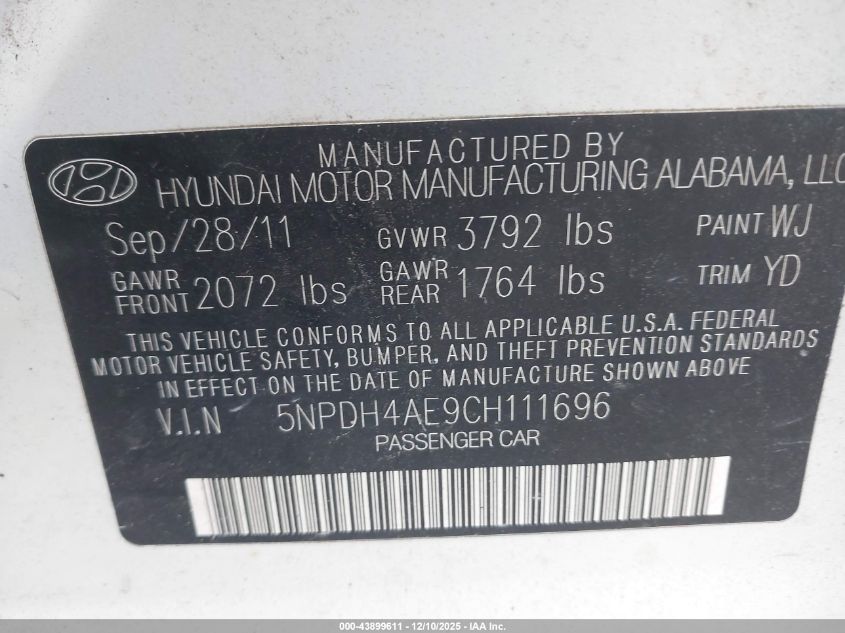 MANUFACTURED BY
HYUNDAI MOTOR MANUFACTURING ALABAMA, LLC
Sep/28/11 GVWR 3792 lbs PAINT WJ
GAWR FRONT 2072 lbs GAWR REAR 1764 lbs TRIM YD
THIS VEHICLE CONFORMS TO ALL APPLICABLE U.S.A. FEDERAL
MOTOR VEHICLE SAFETY, BUMPER, AND THEFT PREVENTION STANDARDS
IN EFFECT ON THE DATE OF MANUFACTURE SHOWN ABOVE
V.I.N 5NPDH4AE9CH111696
PASSENGER CAR
000-43899611 - 12/10/2025 - IAA Inc.